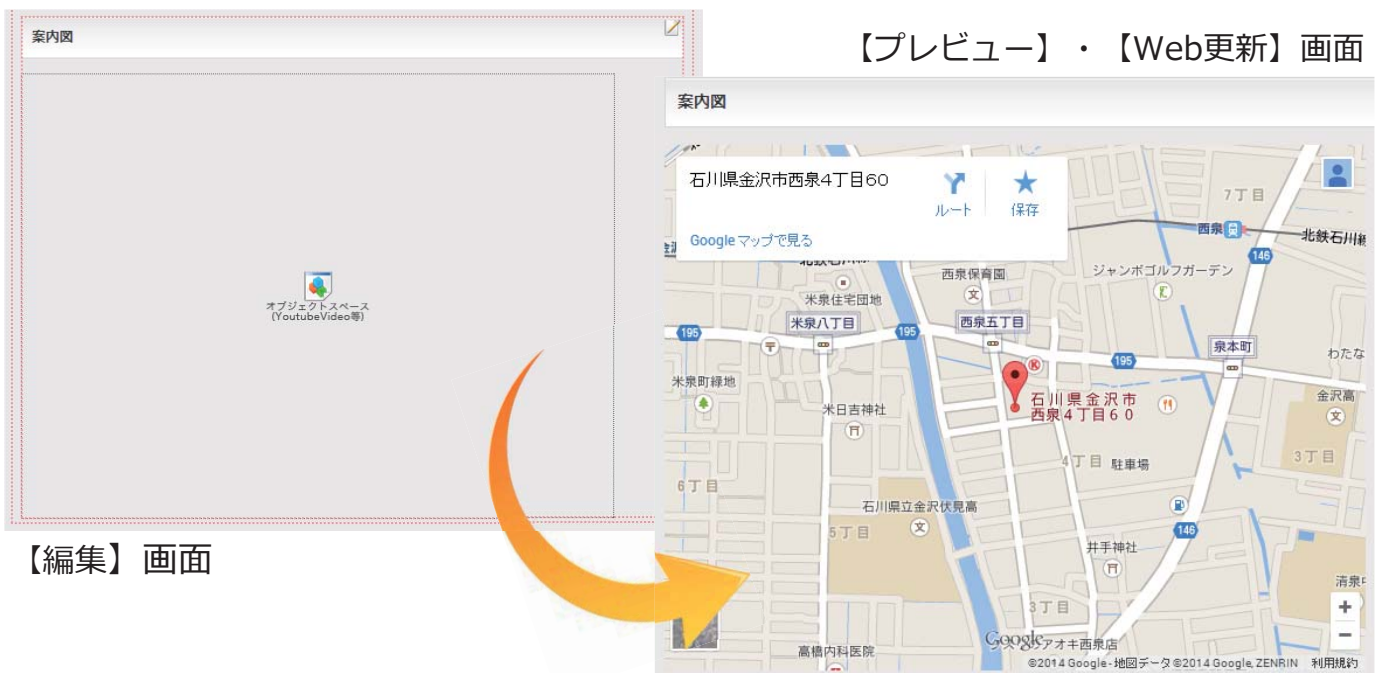 案内図
オブジェクトスペース
(YoutubeVideo等)
【編集】画面
【プレビュー】・【Web更新】画面
案内図
石川県金沢市西泉4丁目60
ルート
保存
Google マップで見る
7丁目
西泉
北鉄石川線
146
西泉保育園
ジャンボゴルフガーデン
米泉住宅団地
195
米泉八丁目
195
西泉五丁目
195
泉本町
わたな
米泉町緑地
米日吉神社
石川県金沢市
西泉4丁目60
金沢高
4丁目
駐車場
3丁目
6丁目
石川県立金沢伏見高
5丁目
146
井手神社
清泉中
3丁目
Google
アオキ西泉店
高橋内科医院
©2014 Google - 地図データ ©2014 Google, ZENRIN
利用規約